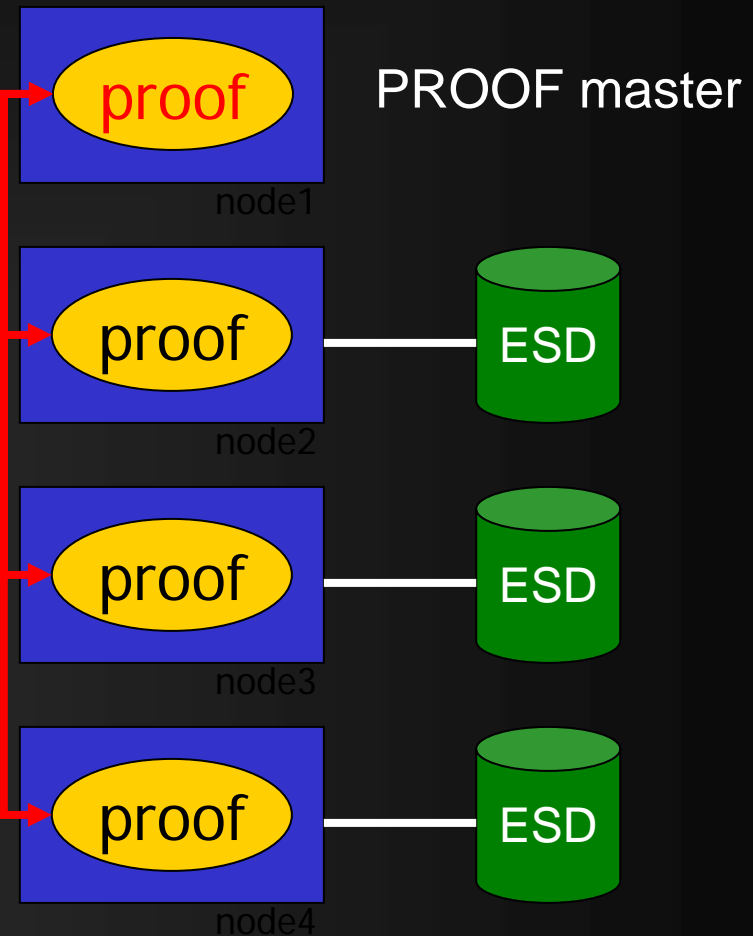 proof
PROOF master
node1
proof
ESD
node2
proof
ESD
node3
proof
ESD
node4